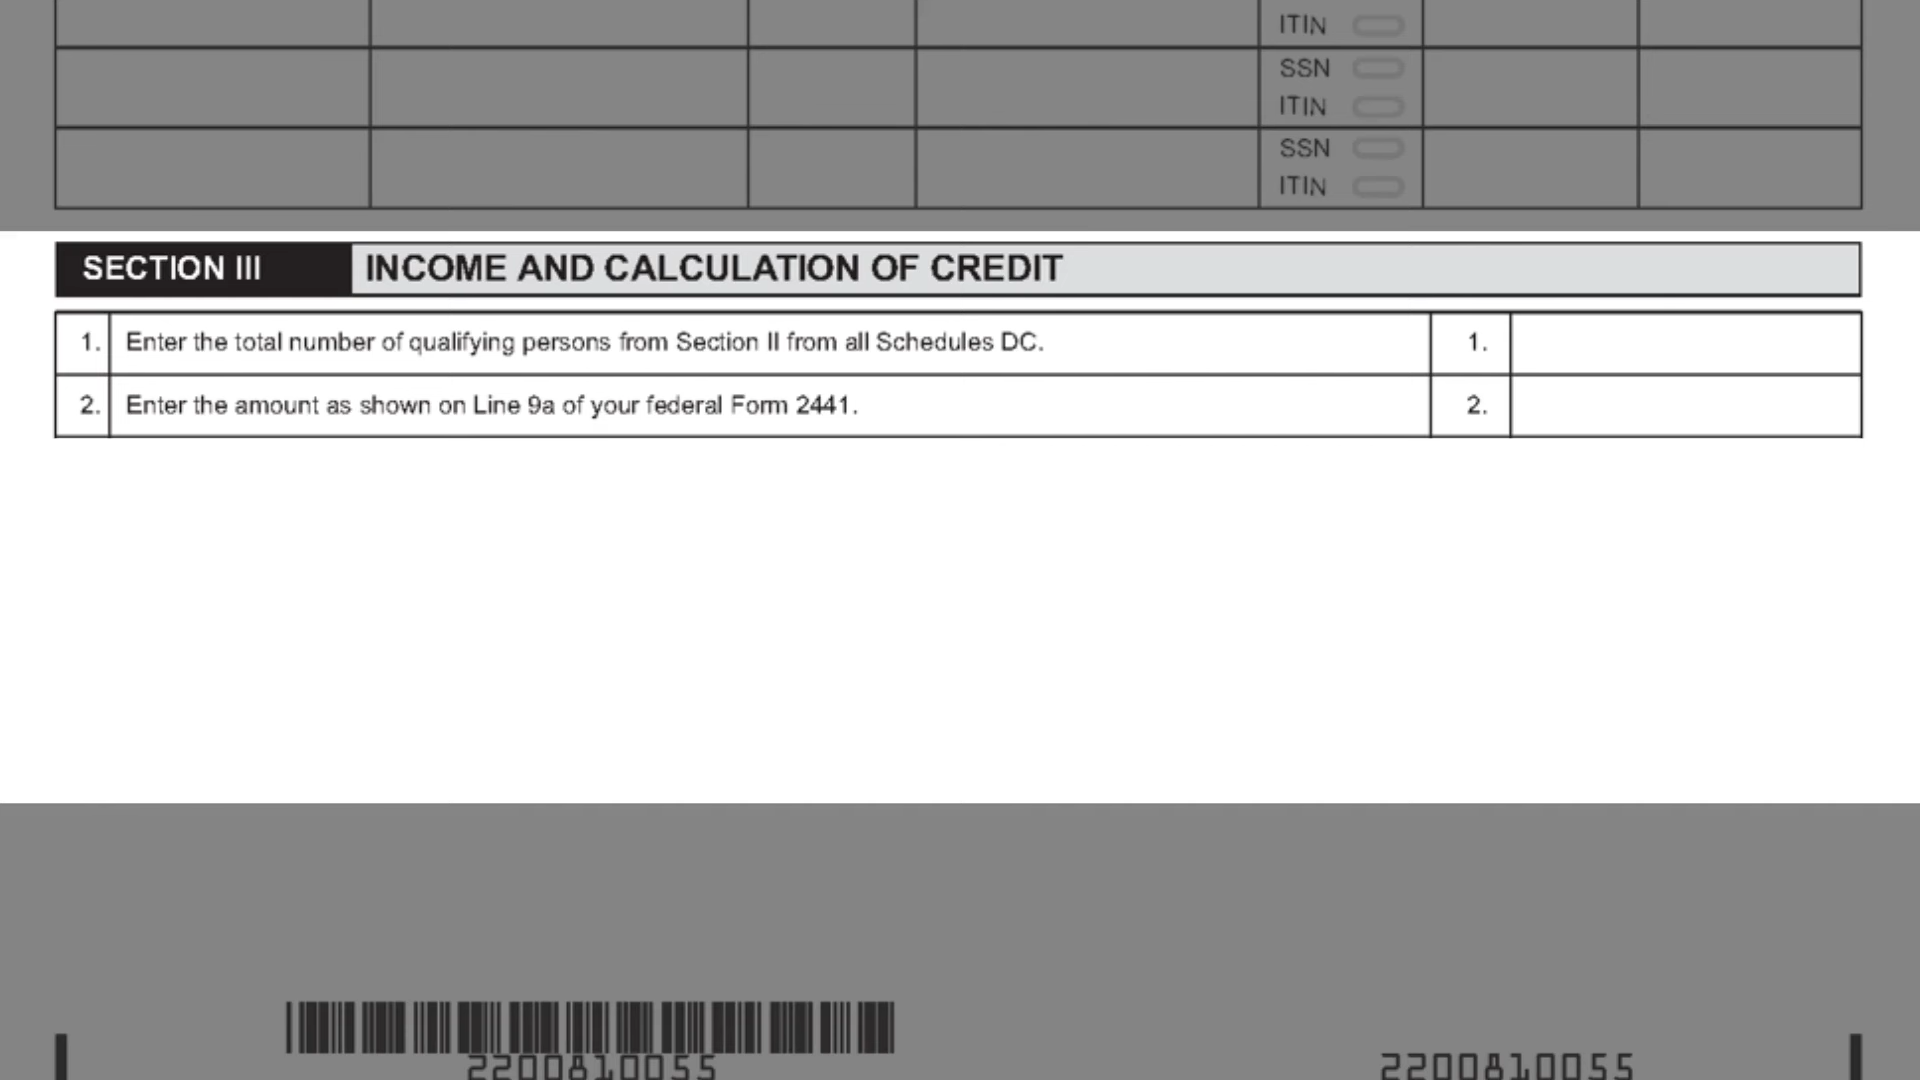 ITIN
SSN
ITIN
SSN
ITIN
SECTION III INCOME AND CALCULATION OF CREDIT
1. Enter the total number of qualifying persons from Section II from all Schedules DC. 1.
2. Enter the amount as shown on Line 9a of your federal Form 2441. 2.
2200810055 2200810055